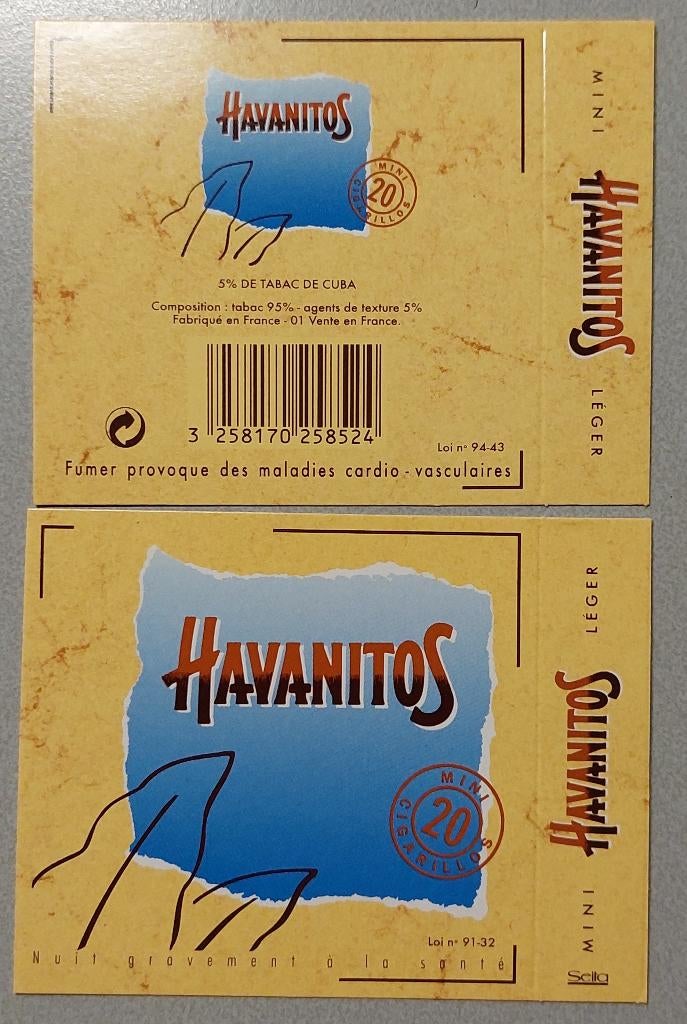 HAVANITOS
MINI
20
CIGARILLOS
5% DE TABAC DE CUBA
Composition : tabac 95% - agents de texture 5%
Fabriqué en France - 01 Vente en France.
3 258170 258524
Loi n° 94-43
Fumer provoque des maladies cardio-vasculaires
MINI
HAVANITOS
LÉGER
HAVANITOS
MINI
20
CIGARILLOS
Loi n° 91-32
Nuit gravement à la santé
LÉGER
HAVANITOS
MINI
Seita